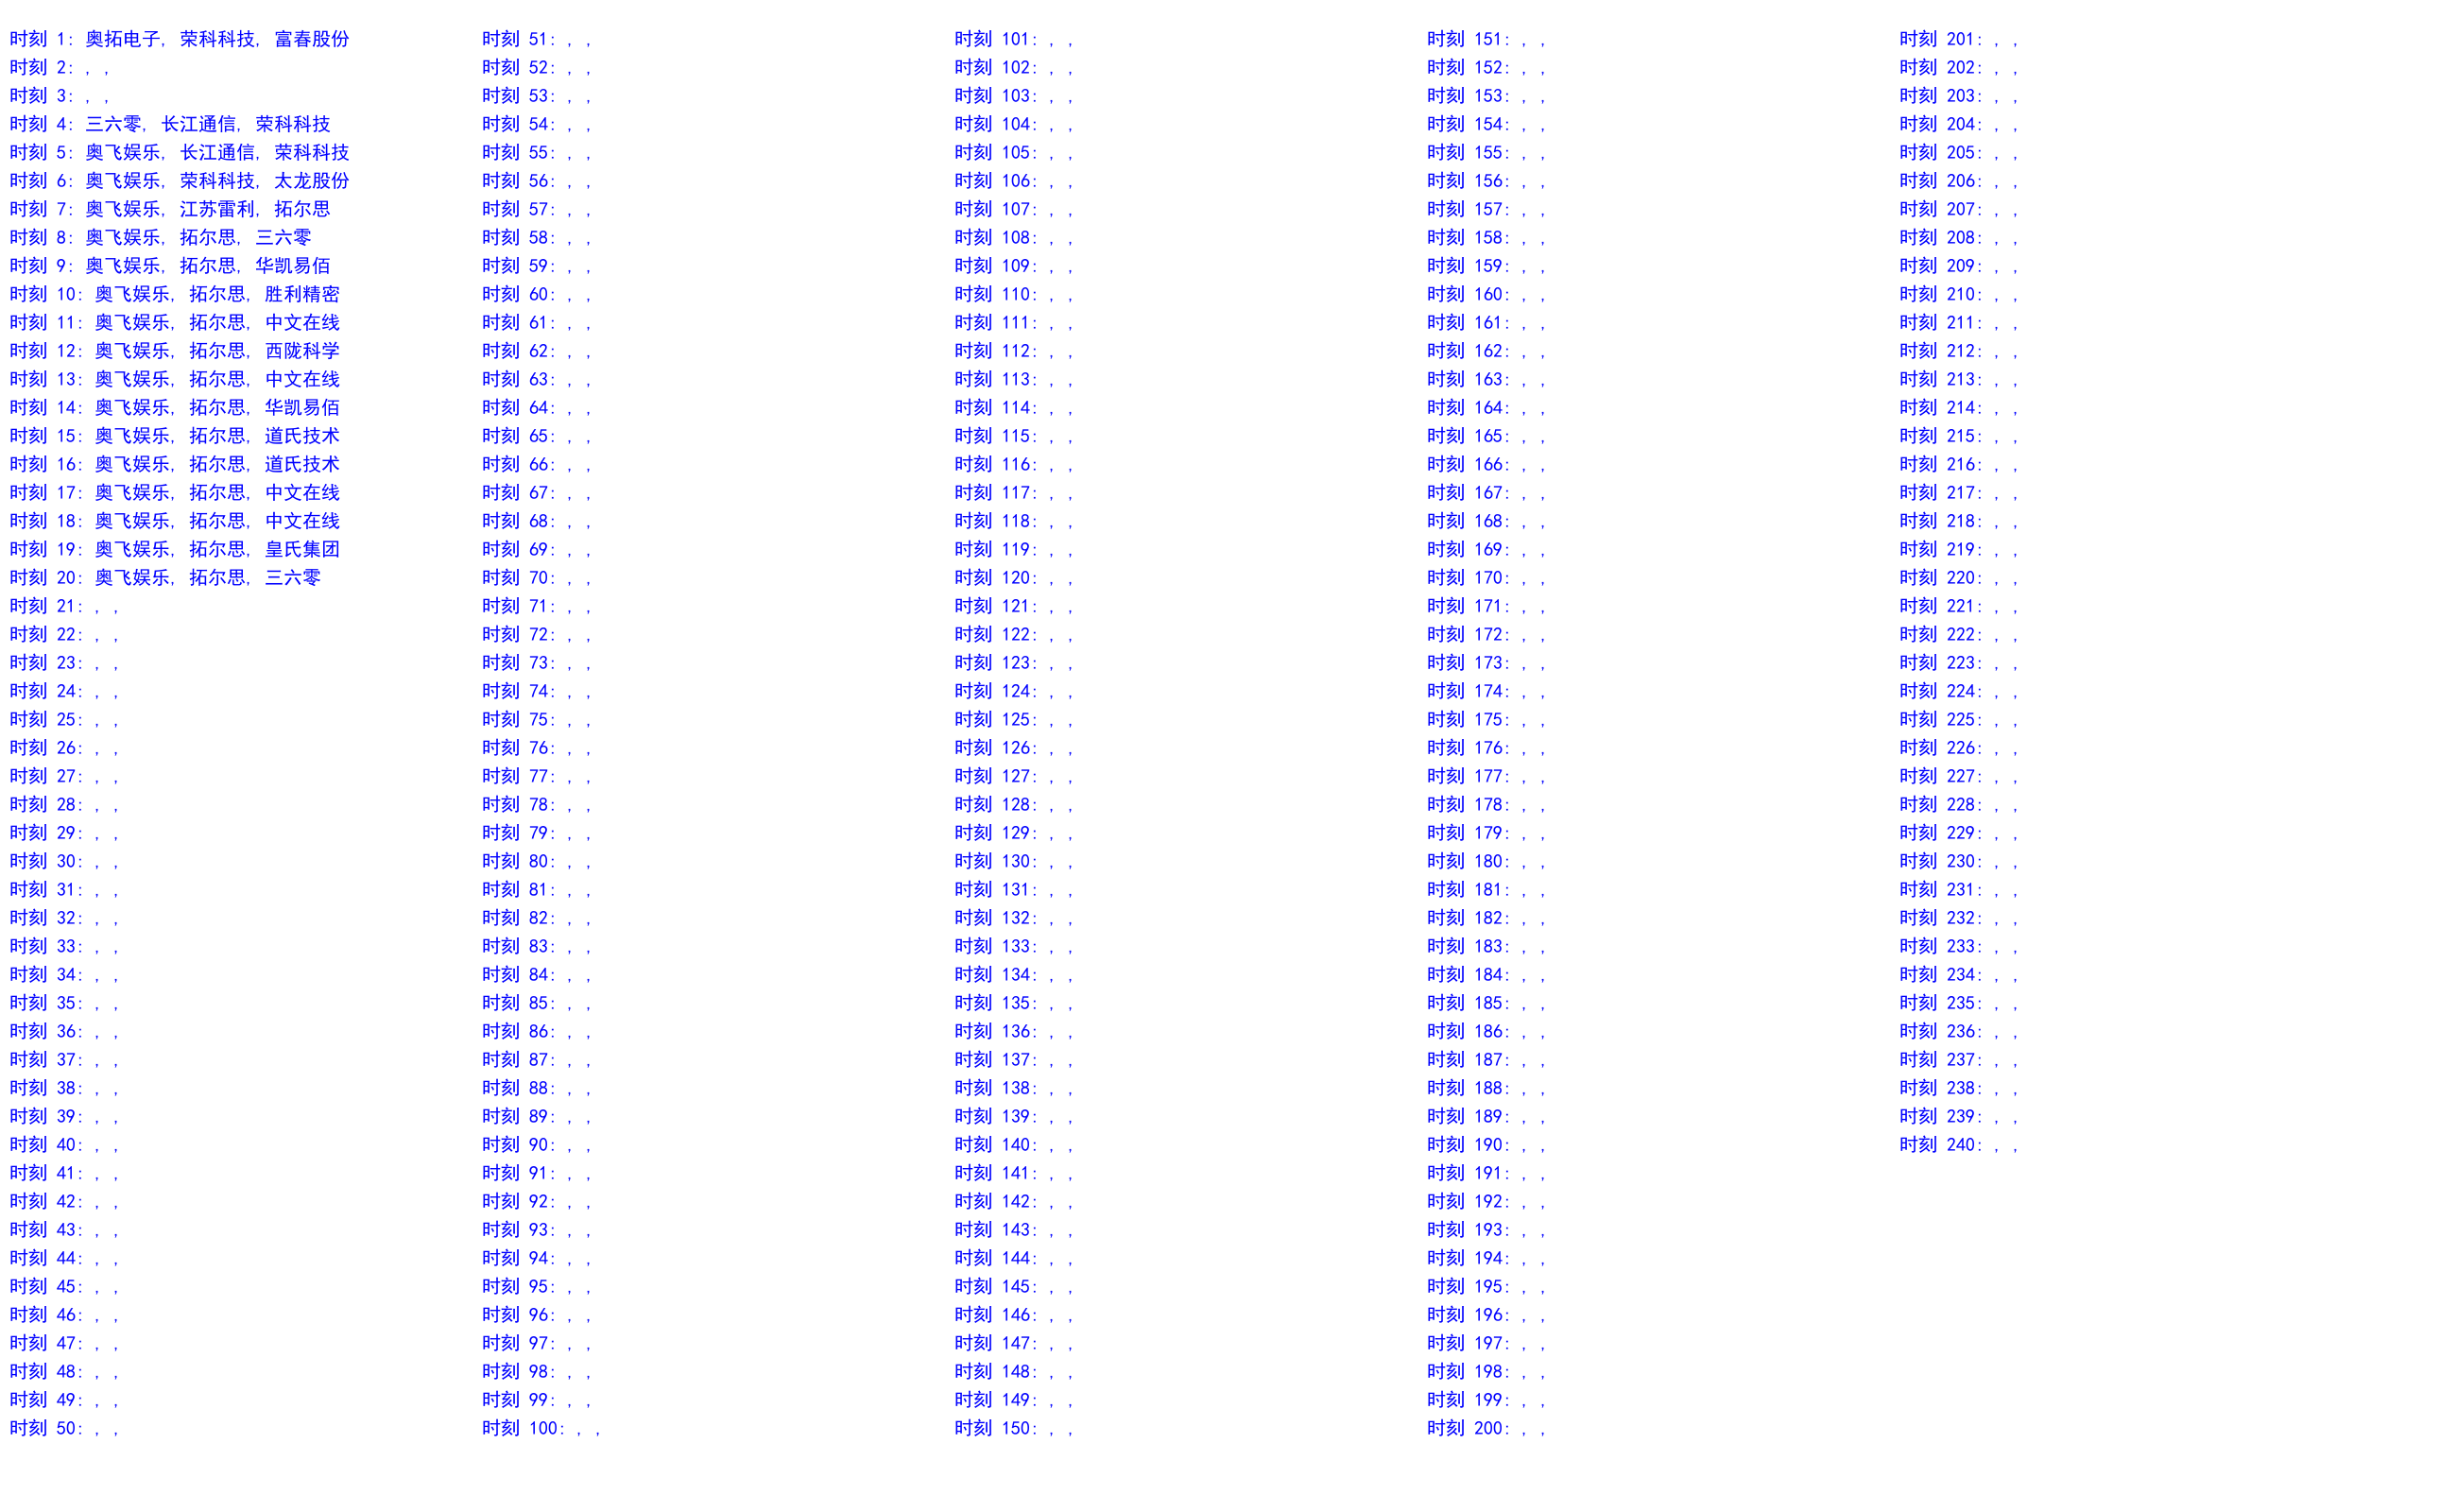 时刻 1: 奥拓电子, 荣科科技, 富春股份
时刻 2: , ,
时刻 3: , ,
时刻 4: 三六零, 长江通信, 荣科科技
时刻 5: 奥飞娱乐, 长江通信, 荣科科技
时刻 6: 奥飞娱乐, 荣科科技, 太龙股份
时刻 7: 奥飞娱乐, 江苏雷利, 拓尔思
时刻 8: 奥飞娱乐, 拓尔思, 三六零
时刻 9: 奥飞娱乐, 拓尔思, 华凯易佰
时刻 10: 奥飞娱乐, 拓尔思, 胜利精密
时刻 11: 奥飞娱乐, 拓尔思, 中文在线
时刻 12: 奥飞娱乐, 拓尔思, 西陇科学
时刻 13: 奥飞娱乐, 拓尔思, 中文在线
时刻 14: 奥飞娱乐, 拓尔思, 华凯易佰
时刻 15: 奥飞娱乐, 拓尔思, 道氏技术
时刻 16: 奥飞娱乐, 拓尔思, 道氏技术
时刻 17: 奥飞娱乐, 拓尔思, 中文在线
时刻 18: 奥飞娱乐, 拓尔思, 中文在线
时刻 19: 奥飞娱乐, 拓尔思, 皇氏集团
时刻 20: 奥飞娱乐, 拓尔思, 三六零
时刻 21: , ,
时刻 22: , ,
时刻 23: , ,
时刻 24: , ,
时刻 25: , ,
时刻 26: , ,
时刻 27: , ,
时刻 28: , ,
时刻 29: , ,
时刻 30: , ,
时刻 31: , ,
时刻 32: , ,
时刻 33: , ,
时刻 34: , ,
时刻 35: , ,
时刻 36: , ,
时刻 37: , ,
时刻 38: , ,
时刻 39: , ,
时刻 40: , ,
时刻 41: , ,
时刻 42: , ,
时刻 43: , ,
时刻 44: , ,
时刻 45: , ,
时刻 46: , ,
时刻 47: , ,
时刻 48: , ,
时刻 49: , ,
时刻 50: , ,
时刻 51: , ,
时刻 52: , ,
时刻 53: , ,
时刻 54: , ,
时刻 55: , ,
时刻 56: , ,
时刻 57: , ,
时刻 58: , ,
时刻 59: , ,
时刻 60: , ,
时刻 61: , ,
时刻 62: , ,
时刻 63: , ,
时刻 64: , ,
时刻 65: , ,
时刻 66: , ,
时刻 67: , ,
时刻 68: , ,
时刻 69: , ,
时刻 70: , ,
时刻 71: , ,
时刻 72: , ,
时刻 73: , ,
时刻 74: , ,
时刻 75: , ,
时刻 76: , ,
时刻 77: , ,
时刻 78: , ,
时刻 79: , ,
时刻 80: , ,
时刻 81: , ,
时刻 82: , ,
时刻 83: , ,
时刻 84: , ,
时刻 85: , ,
时刻 86: , ,
时刻 87: , ,
时刻 88: , ,
时刻 89: , ,
时刻 90: , ,
时刻 91: , ,
时刻 92: , ,
时刻 93: , ,
时刻 94: , ,
时刻 95: , ,
时刻 96: , ,
时刻 97: , ,
时刻 98: , ,
时刻 99: , ,
时刻 100: , ,
时刻 101: , ,
时刻 102: , ,
时刻 103: , ,
时刻 104: , ,
时刻 105: , ,
时刻 106: , ,
时刻 107: , ,
时刻 108: , ,
时刻 109: , ,
时刻 110: , ,
时刻 111: , ,
时刻 112: , ,
时刻 113: , ,
时刻 114: , ,
时刻 115: , ,
时刻 116: , ,
时刻 117: , ,
时刻 118: , ,
时刻 119: , ,
时刻 120: , ,
时刻 121: , ,
时刻 122: , ,
时刻 123: , ,
时刻 124: , ,
时刻 125: , ,
时刻 126: , ,
时刻 127: , ,
时刻 128: , ,
时刻 129: , ,
时刻 130: , ,
时刻 131: , ,
时刻 132: , ,
时刻 133: , ,
时刻 134: , ,
时刻 135: , ,
时刻 136: , ,
时刻 137: , ,
时刻 138: , ,
时刻 139: , ,
时刻 140: , ,
时刻 141: , ,
时刻 142: , ,
时刻 143: , ,
时刻 144: , ,
时刻 145: , ,
时刻 146: , ,
时刻 147: , ,
时刻 148: , ,
时刻 149: , ,
时刻 150: , ,
时刻 151: , ,
时刻 152: , ,
时刻 153: , ,
时刻 154: , ,
时刻 155: , ,
时刻 156: , ,
时刻 157: , ,
时刻 158: , ,
时刻 159: , ,
时刻 160: , ,
时刻 161: , ,
时刻 162: , ,
时刻 163: , ,
时刻 164: , ,
时刻 165: , ,
时刻 166: , ,
时刻 167: , ,
时刻 168: , ,
时刻 169: , ,
时刻 170: , ,
时刻 171: , ,
时刻 172: , ,
时刻 173: , ,
时刻 174: , ,
时刻 175: , ,
时刻 176: , ,
时刻 177: , ,
时刻 178: , ,
时刻 179: , ,
时刻 180: , ,
时刻 181: , ,
时刻 182: , ,
时刻 183: , ,
时刻 184: , ,
时刻 185: , ,
时刻 186: , ,
时刻 187: , ,
时刻 188: , ,
时刻 189: , ,
时刻 190: , ,
时刻 191: , ,
时刻 192: , ,
时刻 193: , ,
时刻 194: , ,
时刻 195: , ,
时刻 196: , ,
时刻 197: , ,
时刻 198: , ,
时刻 199: , ,
时刻 200: , ,
时刻 201: , ,
时刻 202: , ,
时刻 203: , ,
时刻 204: , ,
时刻 205: , ,
时刻 206: , ,
时刻 207: , ,
时刻 208: , ,
时刻 209: , ,
时刻 210: , ,
时刻 211: , ,
时刻 212: , ,
时刻 213: , ,
时刻 214: , ,
时刻 215: , ,
时刻 216: , ,
时刻 217: , ,
时刻 218: , ,
时刻 219: , ,
时刻 220: , ,
时刻 221: , ,
时刻 222: , ,
时刻 223: , ,
时刻 224: , ,
时刻 225: , ,
时刻 226: , ,
时刻 227: , ,
时刻 228: , ,
时刻 229: , ,
时刻 230: , ,
时刻 231: , ,
时刻 232: , ,
时刻 233: , ,
时刻 234: , ,
时刻 235: , ,
时刻 236: , ,
时刻 237: , ,
时刻 238: , ,
时刻 239: , ,
时刻 240: , ,